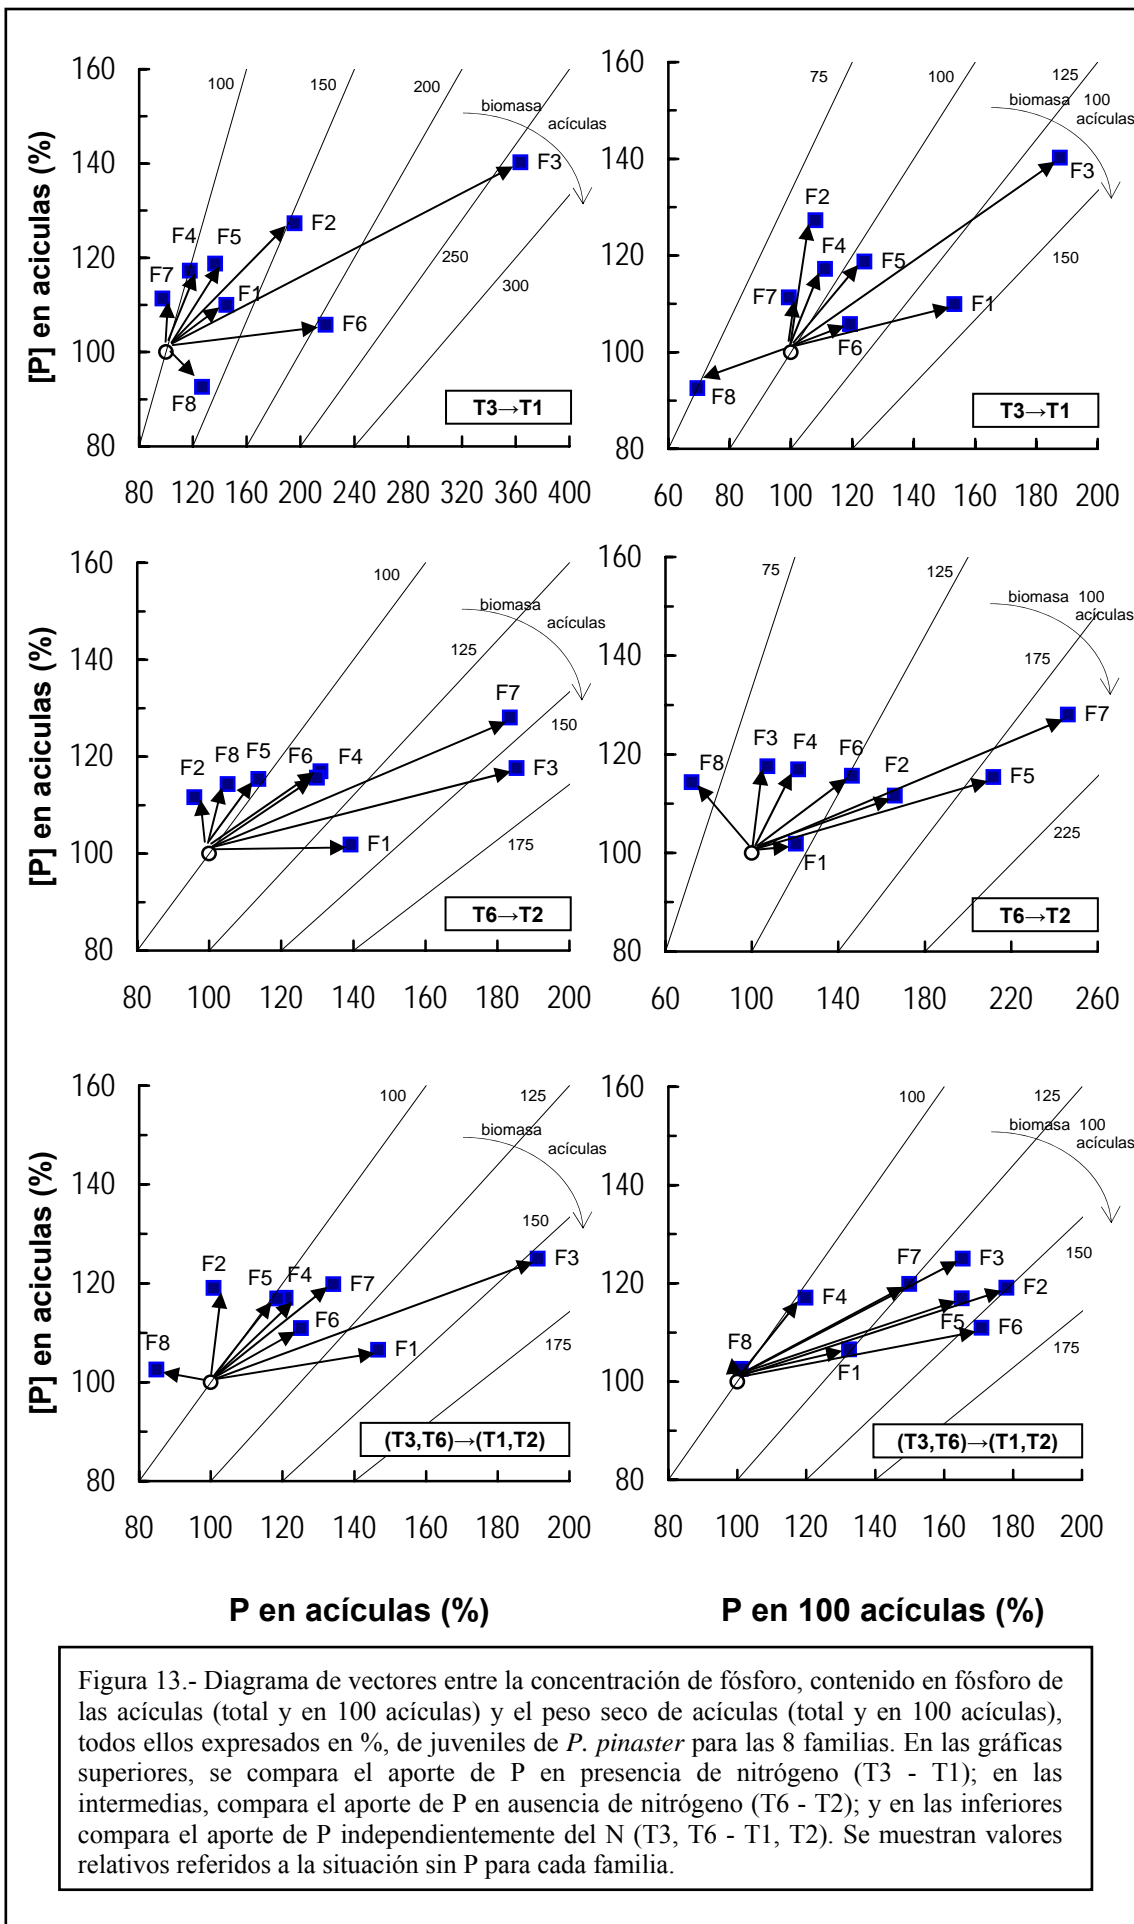 160
140
120
100
80
[P] en aciculas (%)
100
150
200
biomasa
acículas
F3
F2
F4
F5
F7
F1
250
300
F6
F8
T3→T1
80 120 160 200 240 280 320 360 400
160
140
120
100
80
75
100
125
biomasa 100
acículas
F3
F2
F4
F5
F7
150
F1
F6
F8
T3→T1
60 80 100 120 140 160 180 200
160
140
120
100
80
[P] en aciculas (%)
100
biomasa
acículas
125
F7
150
F2 F8 F5 F6 F4
F3
F1
175
T6→T2
80 100 120 140 160 180 200
160
140
120
100
80
75
125
biomasa 100
acículas
175
F7
F8 F3 F4 F6 F2
F5
F1
225
T6→T2
60 100 140 180 220 260
160
140
120
100
80
[P] en aciculas (%)
100
125
biomasa
acículas
150
F3
F2 F5 F4 F7
F6
F8
F1
175
(T3,T6)→(T1,T2)
80 100 120 140 160 180 200
160
140
120
100
80
100
125
biomasa 100
acículas
150
F7 F3
F4
F2
F5 F6
F8
F1
175
(T3,T6)→(T1,T2)
80 100 120 140 160 180 200
P en acículas (%)
P en 100 acículas (%)
Figura 13.- Diagrama de vectores entre la concentración de fósforo, contenido en fósforo de
las acículas (total y en 100 acículas) y el peso seco de acículas (total y en 100 acículas),
todos ellos expresados en %, de juveniles de P. pinaster para las 8 familias. En las gráficas
superiores, se compara el aporte de P en presencia de nitrógeno (T3 - T1); en las
intermedias, compara el aporte de P en ausencia de nitrógeno (T6 - T2); y en las inferiores
compara el aporte de P independientemente del N (T3, T6 - T1, T2). Se muestran valores
relativos referidos a la situación sin P para cada familia.